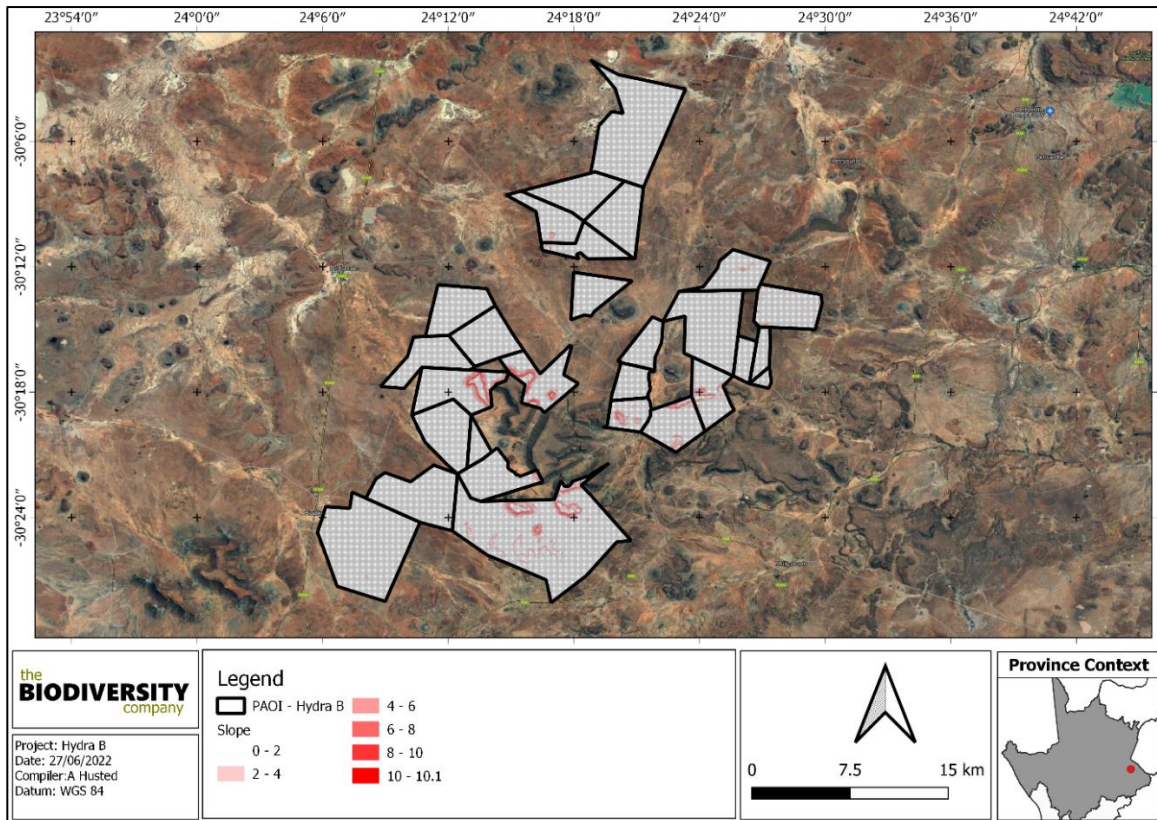 23°54′0″ 24°0′0″ 24°6′0″ 24°12′0″ 24°18′0″ 24°24′0″ 24°30′0″ 24°36′0″ 24°42′0″
-30°6′0″
-30°12′0″
-30°18′0″
-30°24′0″
the
BIODIVERSITY
company
Project: Hydra B
Date: 27/06/2022
Compiler:A Husted
Datum: WGS 84
Legend
PAOI - Hydra B
Slope
0 - 2
2 - 4
4 - 6
6 - 8
8 - 10
10 - 10.1
0 7.5 15 km
Province Context